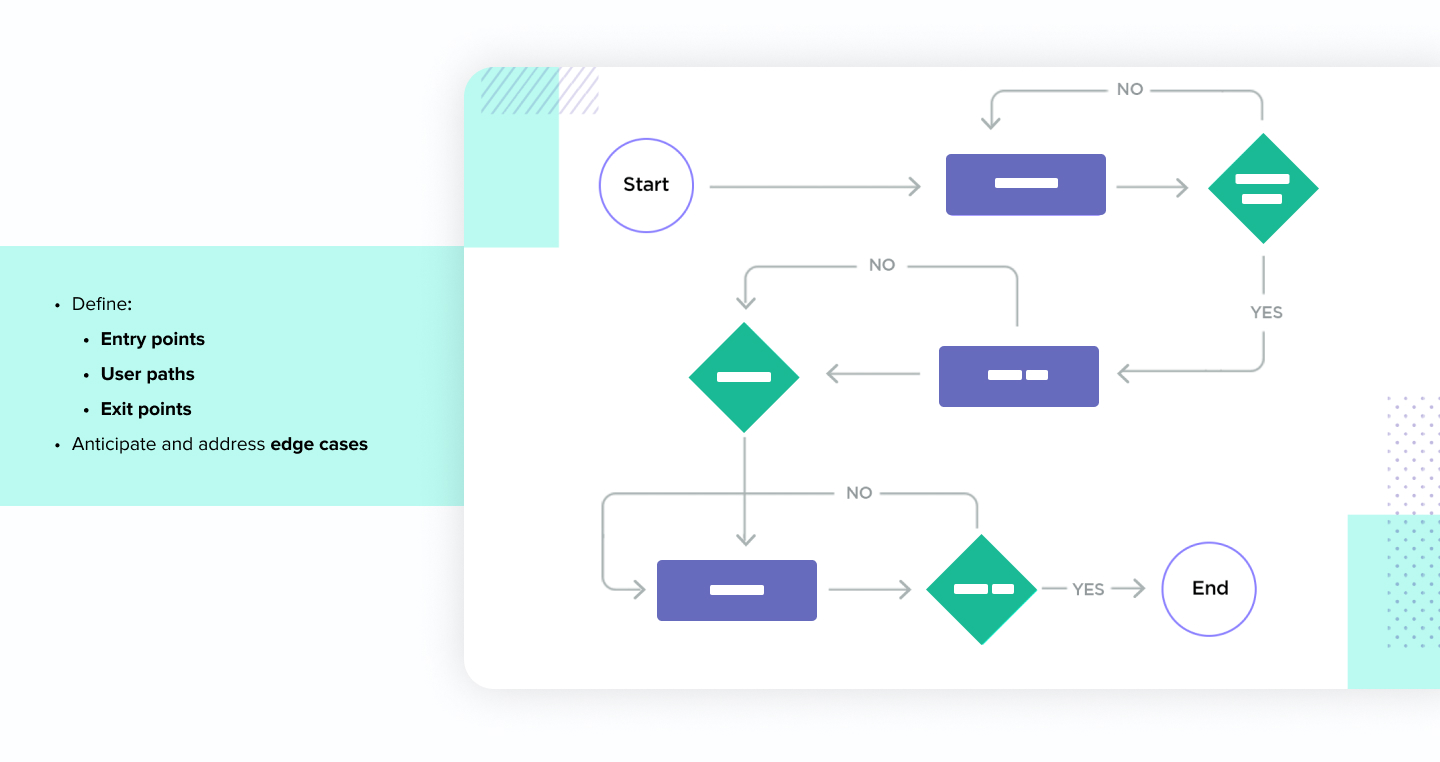 • Define:
• Entry points
• User paths
• Exit points
• Anticipate and address edge cases
NO
Start
NO
YES
NO
YES
End